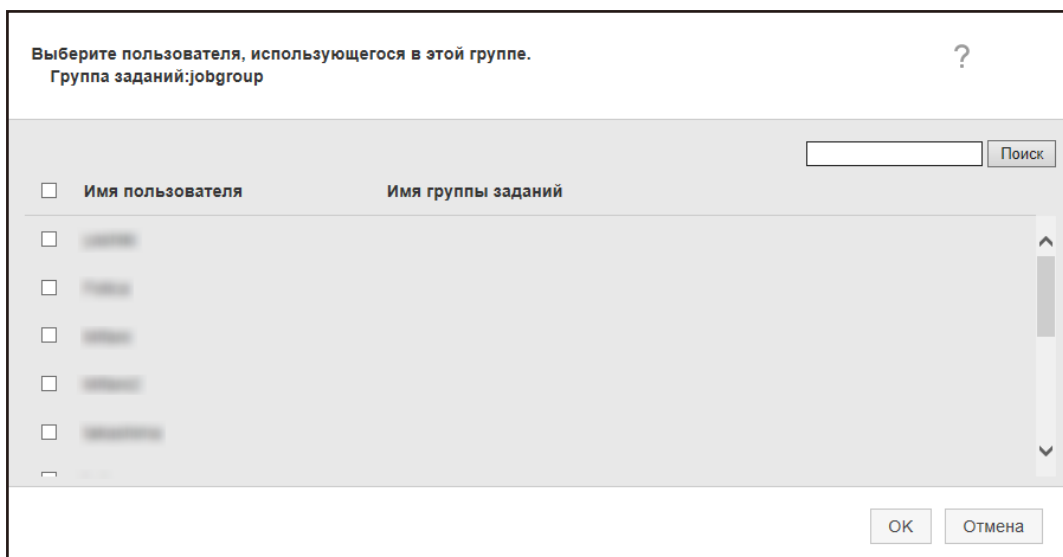 Выберите пользователя, использующегося в этой группе.
?
Группа заданий:jobgroup
Поиск
Имя пользователя Имя группы заданий
OK Отмена